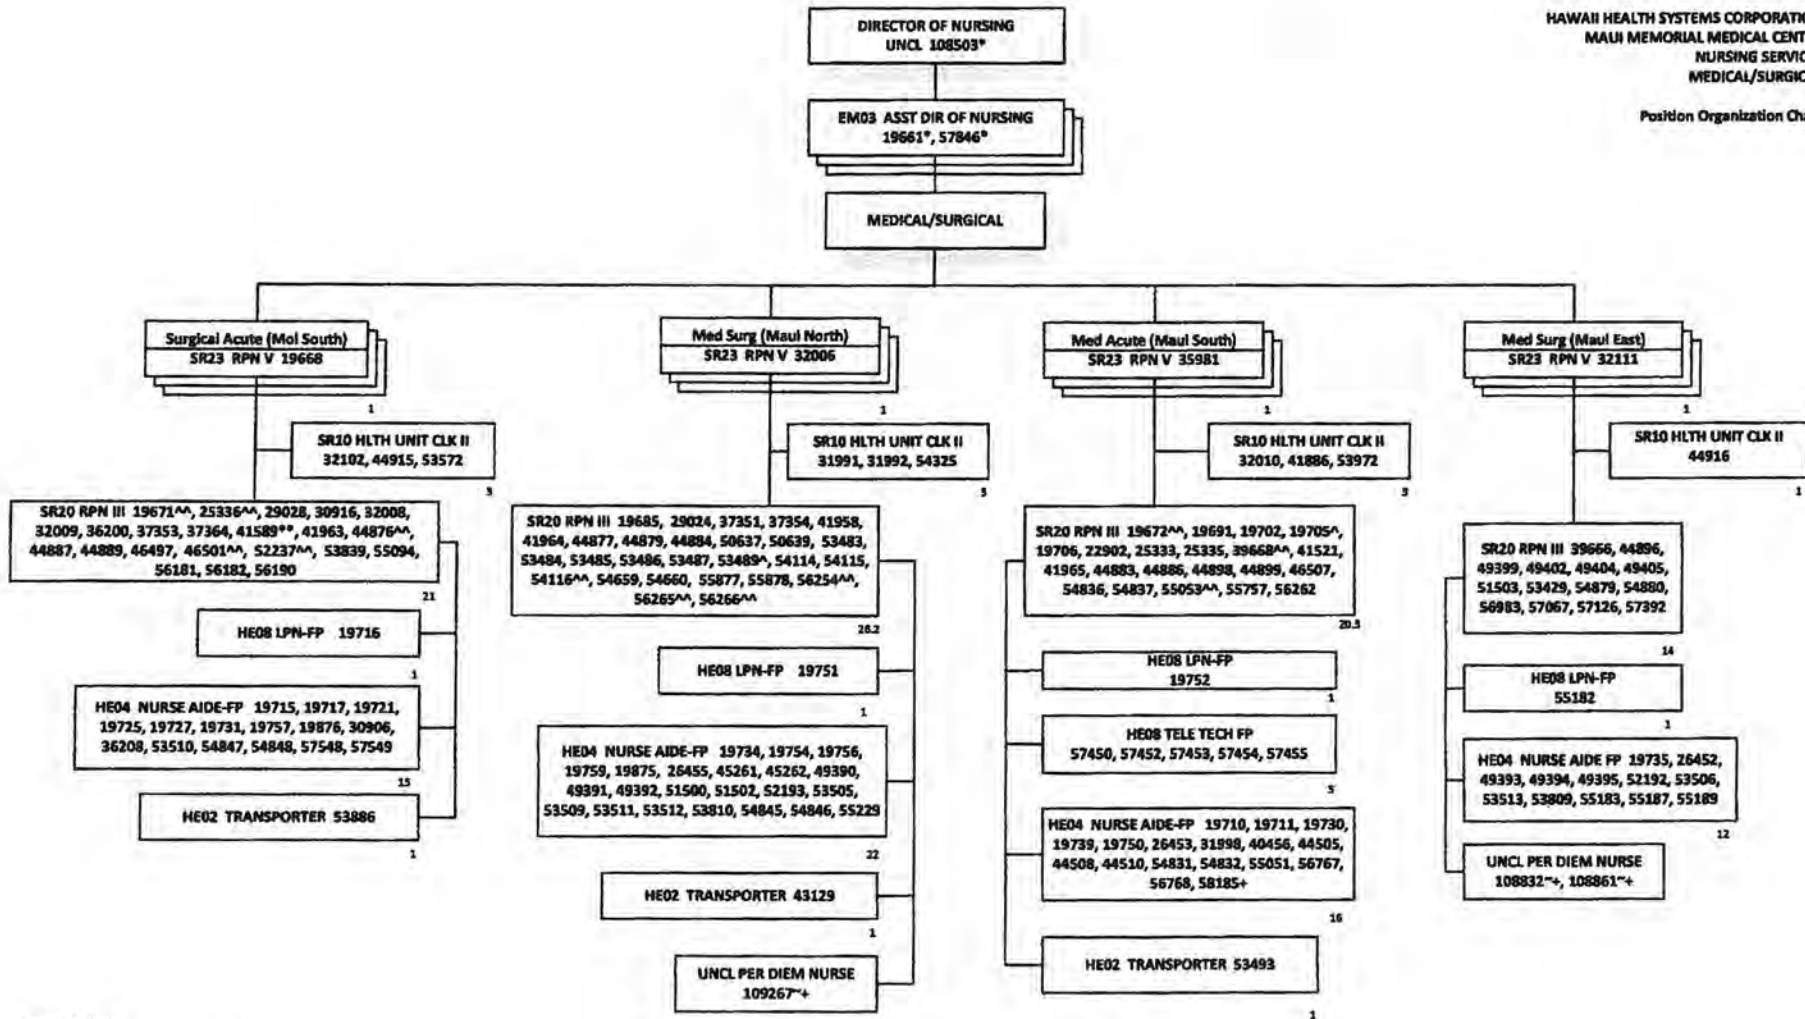 DIRECTOR OF NURSING
UNCL 108503*
HAWAII HEALTH SYSTEMS CORPORATI
MAUI MEMORIAL MEDICAL CENT
NURSING SERVIC
MEDICAL/SURGIC
Position Organization Cha
EM03 ASST DIR OF NURSING
19661*, 57846*
MEDICAL/SURGICAL
Surgical Acute (Mol South)
SR23 RPN V 19668
1
SR10 HLTH UNIT CLK II
32102, 44915, 53572
3
SR20 RPN III 19671^^, 25336^^, 29028, 30916, 32008,
32009, 36200, 37353, 37364, 41589**, 41963, 44876^^,
44887, 44889, 46497, 46501^^, 52237^^, 53839, 55094,
56181, 56182, 56190
21
HE08 LPN-FP 19716
1
HE04 NURSE AIDE-FP 19715, 19717, 19721,
19725, 19727, 19731, 19757, 19876, 30906,
36208, 53510, 54847, 54848, 57548, 57549
15
HE02 TRANSPORTER 53886
1
Med Surg (Maui North)
SR23 RPN V 32006
1
SR10 HLTH UNIT CLK II
31991, 31992, 54325
3
SR20 RPN III 19685, 29024, 37351, 37354, 41958,
41964, 44877, 44879, 44884, 50637, 50639, 53483,
53484, 53485, 53486, 53487, 53489^, 54114, 54115,
54116^^, 54659, 54660, 55877, 55878, 56254^^,
56265^^, 56266^^
26.2
HE08 LPN-FP 19751
1
HE04 NURSE AIDE-FP 19734, 19754, 19756,
19759, 19875, 26455, 45261, 45262, 49390,
49391, 49392, 51500, 51502, 52193, 53505,
53509, 53511, 53512, 53810, 54845, 54846, 55229
22
HE02 TRANSPORTER 43129
1
UNCL PER DIEM NURSE
109267~+
Med Acute (Maui South)
SR23 RPN V 35981
1
SR10 HLTH UNIT CLK II
32010, 41886, 53972
3
SR20 RPN III 19672^^, 19691, 19702, 19705^,
19706, 22902, 25333, 25335, 39668^^, 41521,
41965, 44883, 44886, 44898, 44899, 46507,
54836, 54837, 55053^^, 55757, 56262
20.3
HE08 LPN-FP
19752
1
HE08 TELE TECH FP
57450, 57452, 57453, 57454, 57455
5
HE04 NURSE AIDE-FP 19710, 19711, 19730,
19739, 19750, 26453, 31998, 40456, 44505,
44508, 44510, 54831, 54832, 55051, 56767,
56768, 58185+
16
HE02 TRANSPORTER 53493
1
Med Surg (Maui East)
SR23 RPN V 32111
1
SR10 HLTH UNIT CLK II
44916
1
SR20 RPN III 39666, 44896,
49399, 49402, 49404, 49405,
51503, 53429, 54879, 54880,
56983, 57067, 57126, 57392
14
HE08 LPN-FP
55182
1
HE04 NURSE AIDE FP 19735, 26452,
49393, 49394, 49395, 52192, 53506,
53513, 53809, 55183, 55187, 55189
12
UNCL PER DIEM NURSE
108832~+, 108861~+